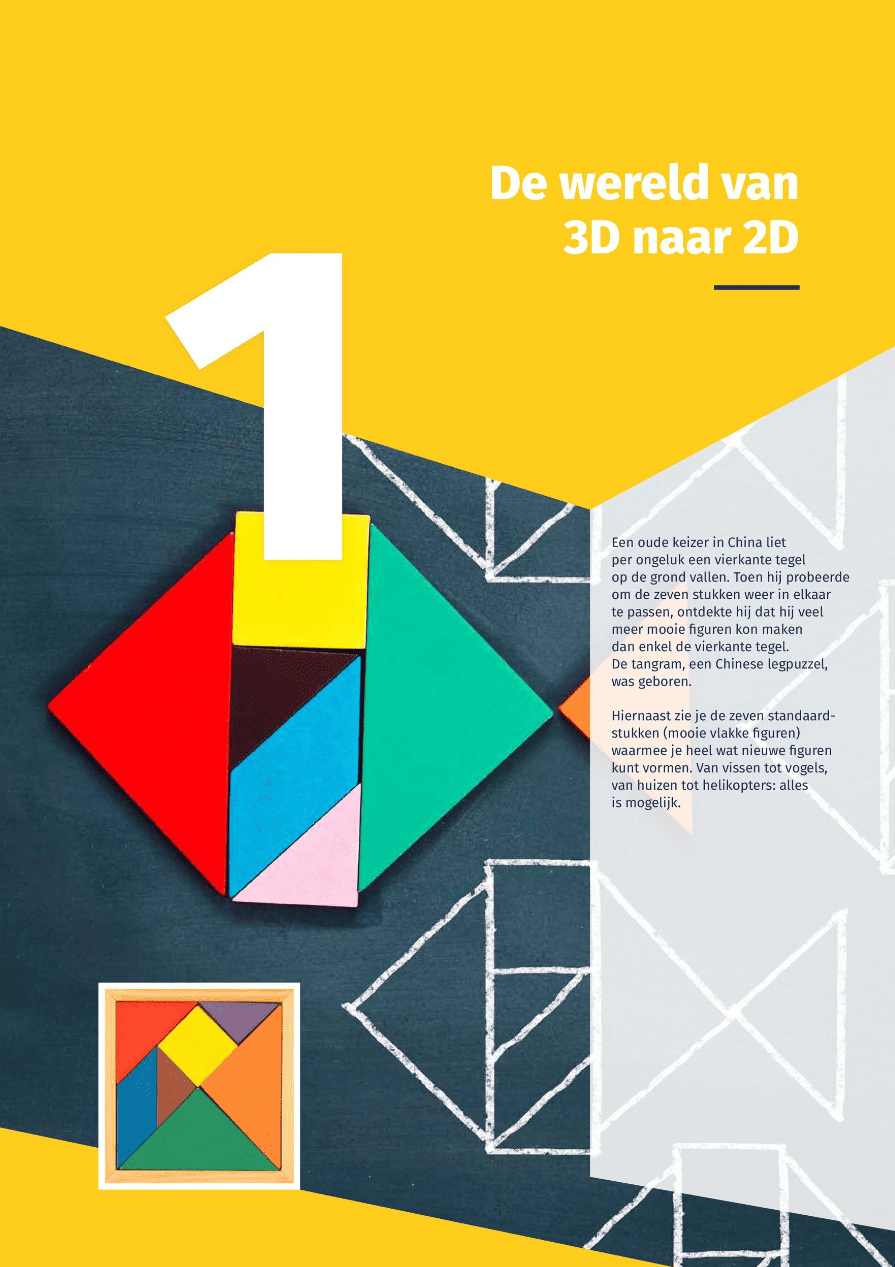 De wereld van
3D naar 2D
1
Een oude keizer in China liet
per ongeluk een vierkante tegel
op de grond vallen. Toen hij probeerde
om de zeven stukken weer in elkaar
te passen, ontdekte hij dat hij veel
meer mooie figuren kon maken
dan enkel de vierkante tegel.
De tangram, een Chinese legpuzzel,
was geboren.
Hiernaast zie je de zeven standaard-
stukken (mooie vlakke figuren)
waarmee je heel wat nieuwe figuren
kunt vormen. Van vissen tot vogels,
van huizen tot helikopters: alles
is mogelijk.